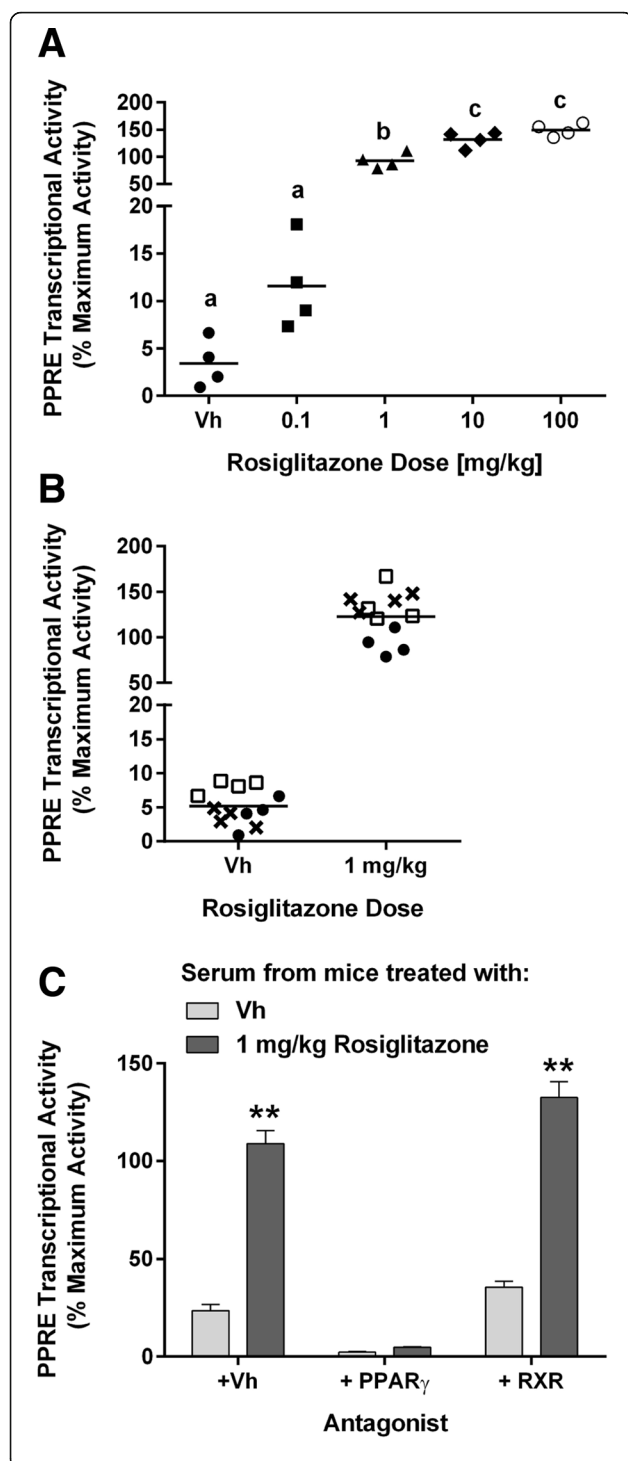 A
PPRE Transcriptional Activity
(% Maximum Activity)
200
150
100
50
20
15
10
5
0
a
a
b
c
c
Vh 0.1 1 10 100
Rosiglitazone Dose [mg/kg]
B
PPRE Transcriptional Activity
(% Maximum Activity)
200
150
100
50
20
15
10
5
0
Vh 1 mg/kg
Rosiglitazone Dose
C
Serum from mice treated with:
Vh
1 mg/kg Rosiglitazone
PPRE Transcriptional Activity
(% Maximum Activity)
150
100
50
0
**
**
+Vh + PPARγ + RXR
Antagonist